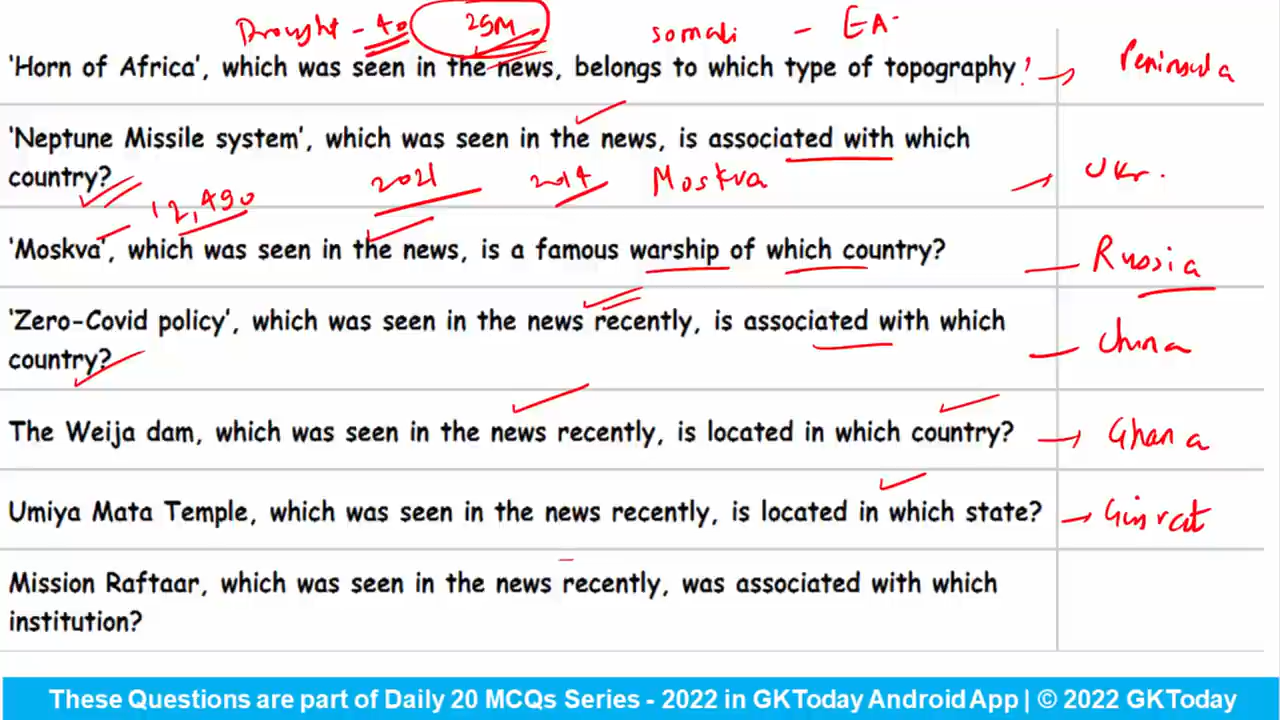 Drought - 40 25M Somali - EA.
'Horn of Africa', which was seen in the news, belongs to which type of topography? Peninsula
'Neptune Missile system', which was seen in the news, is associated with which
country? Ukr.
12,490 2021 2014 Moskva
'Moskva', which was seen in the news, is a famous warship of which country? Russia
'Zero-Covid policy', which was seen in the news recently, is associated with which
country? China
The Weija dam, which was seen in the news recently, is located in which country? Ghana
Umiya Mata Temple, which was seen in the news recently, is located in which state? Gujrat
Mission Raftaar, which was seen in the news recently, was associated with which
institution?
These Questions are part of Daily 20 MCQs Series - 2022 in GKToday Android App | © 2022 GKToday